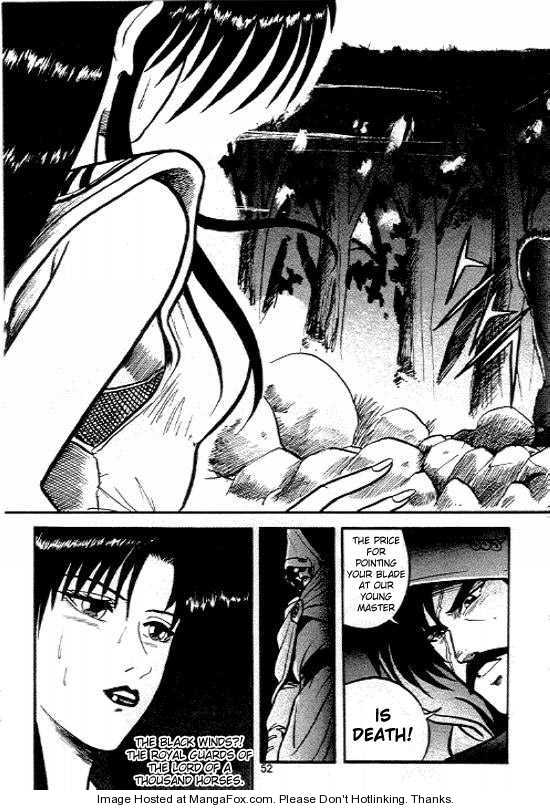 THE PRICE
FOR
POINTING
YOUR BLADE
AT OUR
YOUNG
MASTER
IS
DEATH!
THE BLACK WINDS?!
THE ROYAL GUARDS OF
THE LORD OF A
THOUSAND HORSES.
52
Image Hosted at MangaFox.com. Please Don't Hotlinking. Thanks.